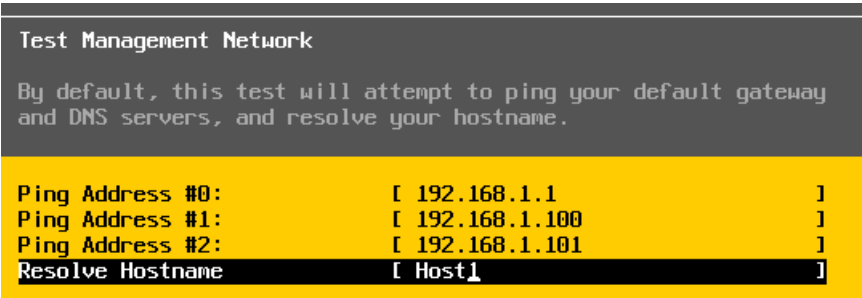 Test Management Network
By default, this test will attempt to ping your default gateway
and DNS servers, and resolve your hostname.
Ping Address #0: [ 192.168.1.1 ]
Ping Address #1: [ 192.168.1.100 ]
Ping Address #2: [ 192.168.1.101 ]
Resolve Hostname [ Host1 ]